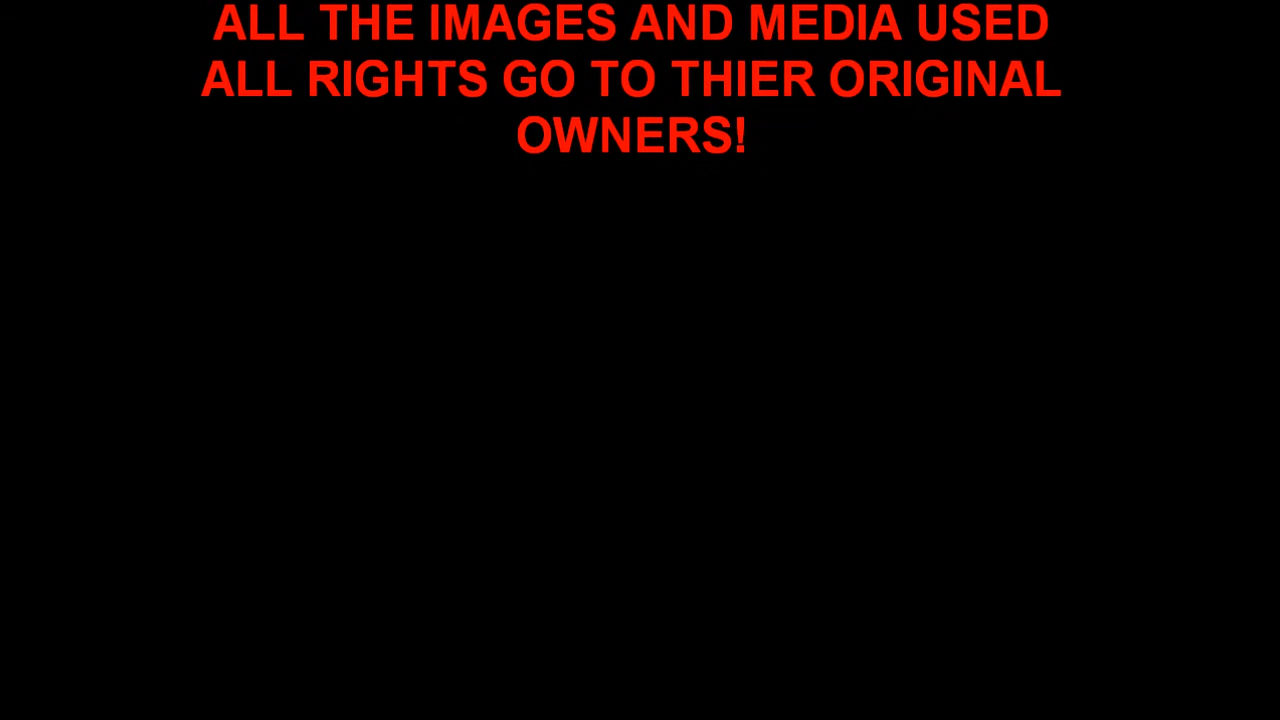 ALL THE IMAGES AND MEDIA USED
ALL RIGHTS GO TO THIER ORIGINAL
OWNERS!